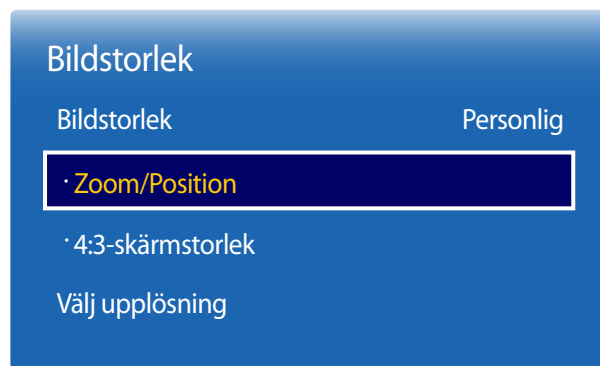 Bildstorlek
Bildstorlek Personlig
· Zoom/Position
· 4:3-skärmstorlek
Välj upplösning